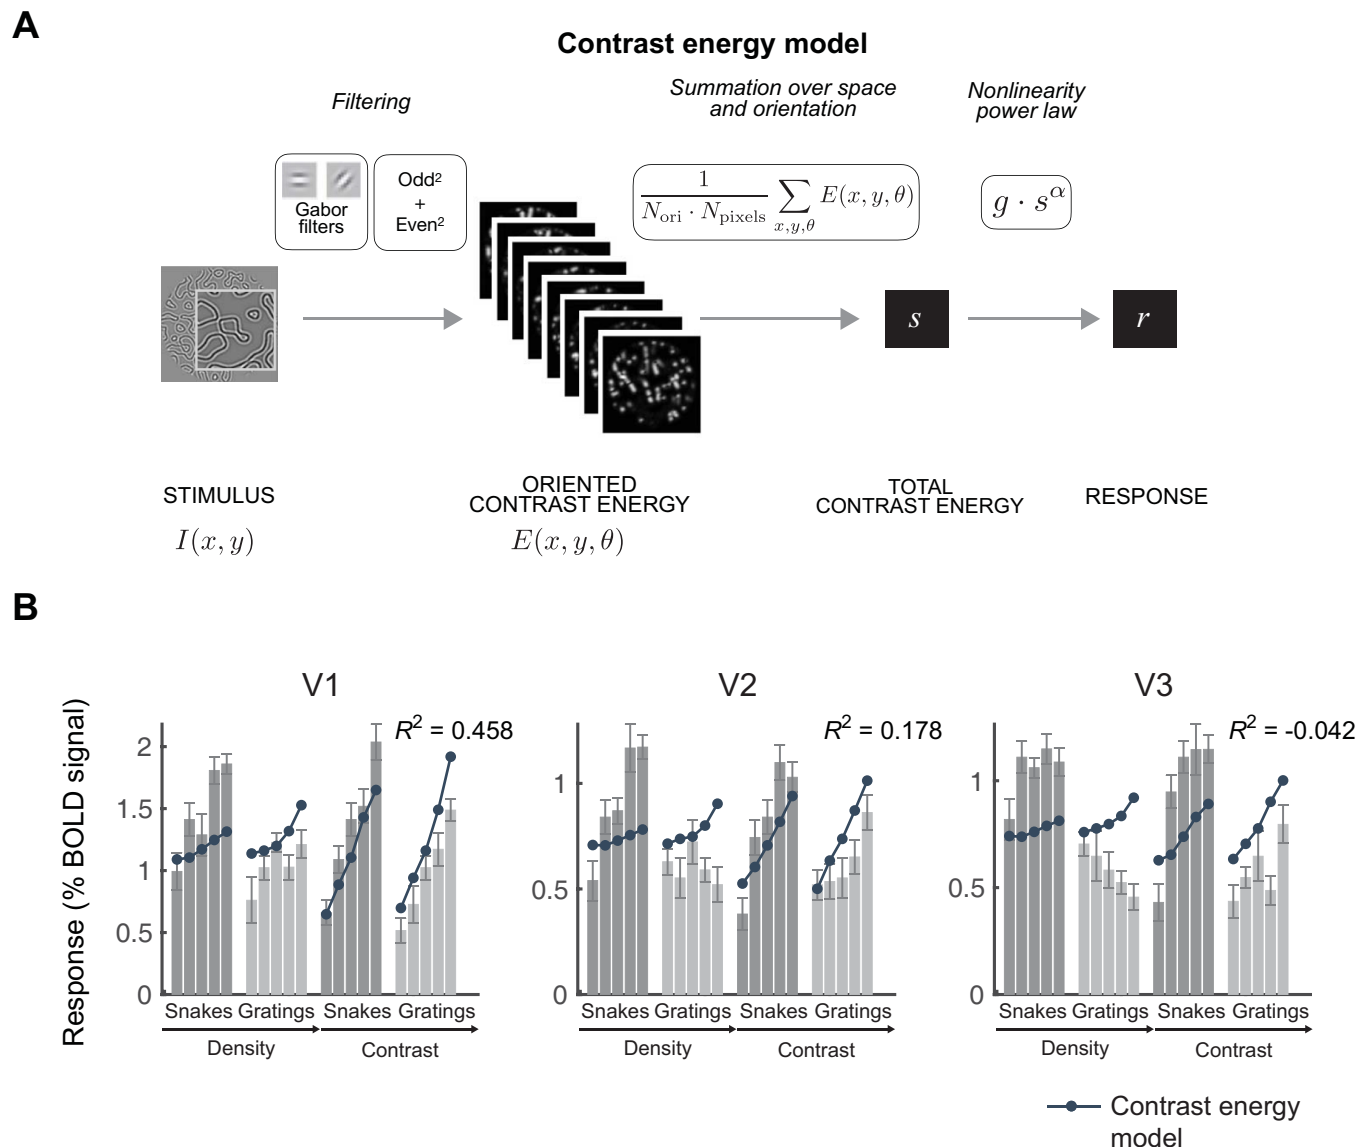 A
Contrast energy model
Filtering
Summation over space
and orientation
Nonlinearity
power law
Gabor
filters
Odd²
+
Even²
1
N_ori · N_pixels
∑ E(x, y, θ)
x,y,θ
g · s^α
s
r
STIMULUS
I(x, y)
ORIENTED
CONTRAST ENERGY
E(x, y, θ)
TOTAL
CONTRAST ENERGY
RESPONSE
B
Response (% BOLD signal)
V1
R² = 0.458
2
1.5
1
0.5
0
Snakes Gratings Snakes Gratings
Density Contrast
V2
R² = 0.178
1
0.5
0
Snakes Gratings Snakes Gratings
Density Contrast
V3
R² = -0.042
1
0.5
0
Snakes Gratings Snakes Gratings
Density Contrast
Contrast energy
model